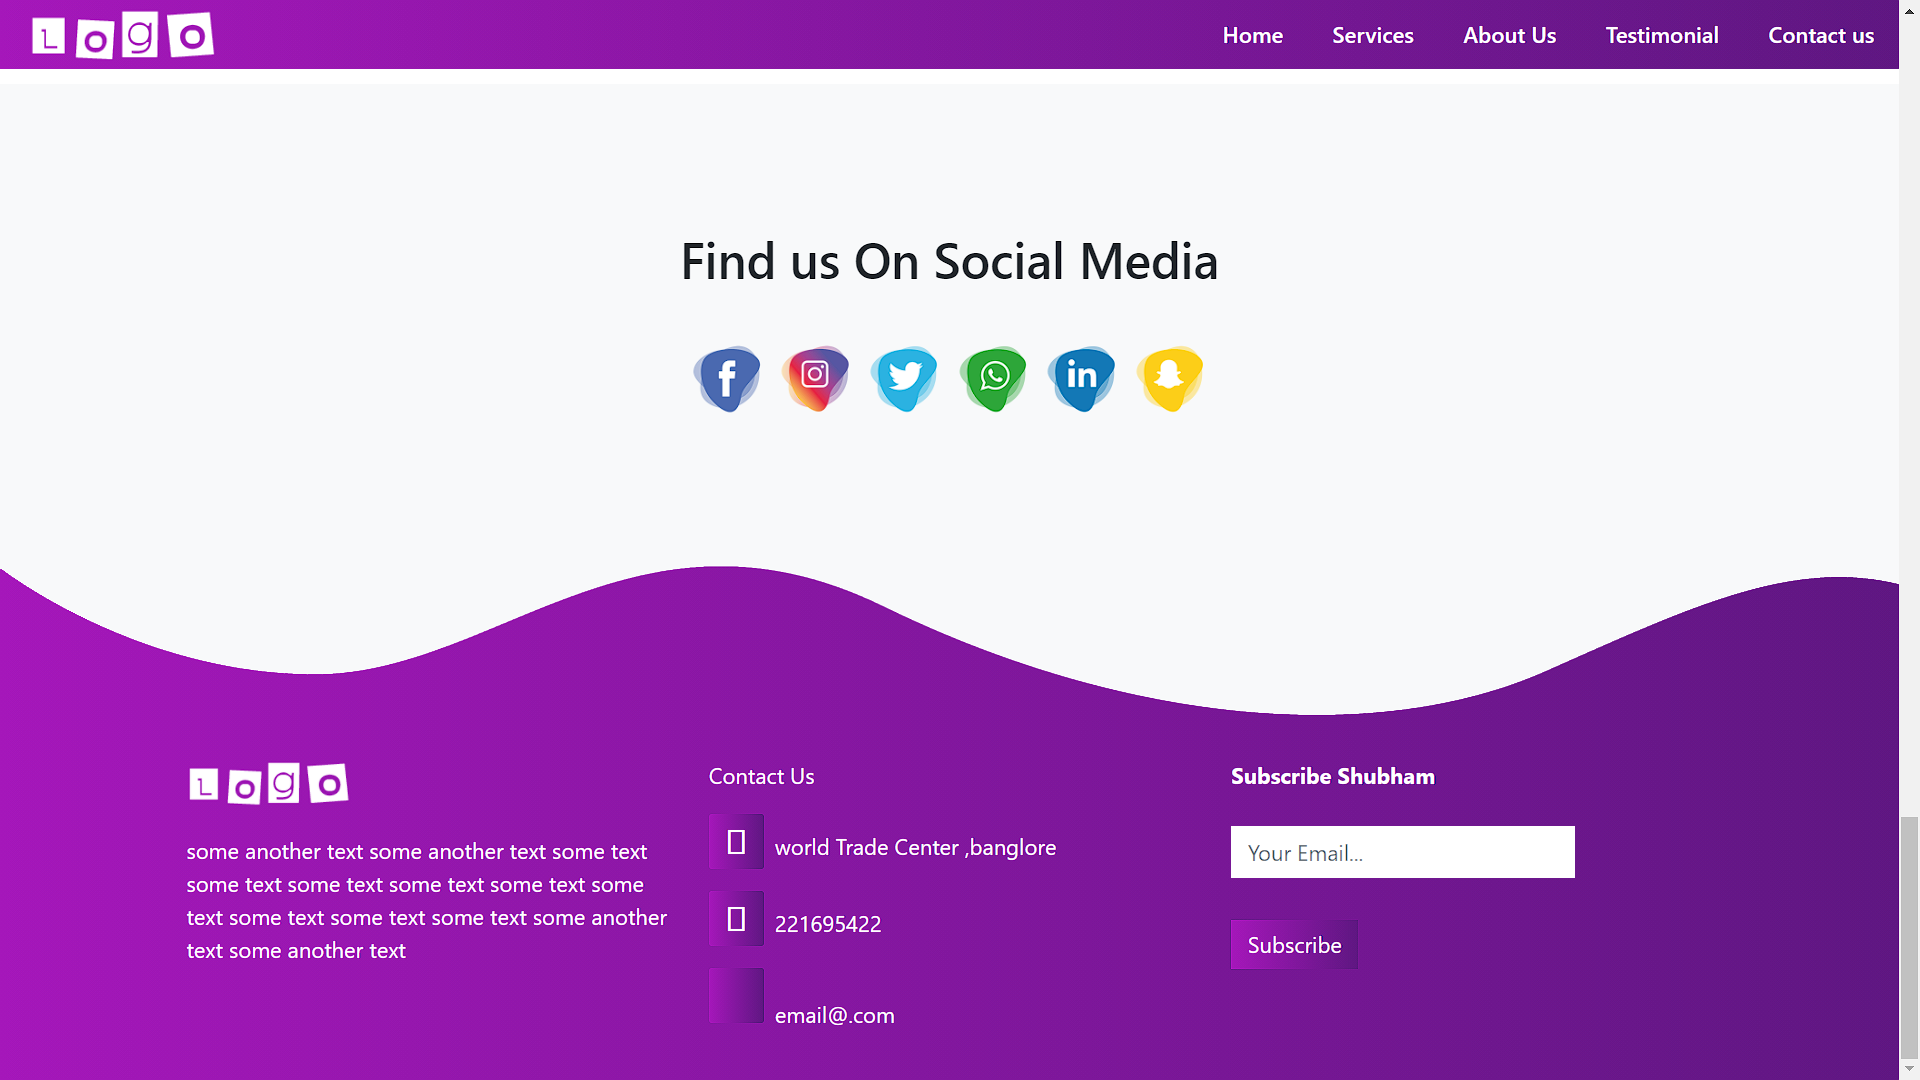 LOGO
Home Services About Us Testimonial Contact us
Find us On Social Media
f in
LOGO
some another text some another text some text
some text some text some text some text some
text some text some text some text some another
text some another text
Contact Us
world Trade Center ,banglore
221695422
email@.com
Subscribe Shubham
Your Email...
Subscribe